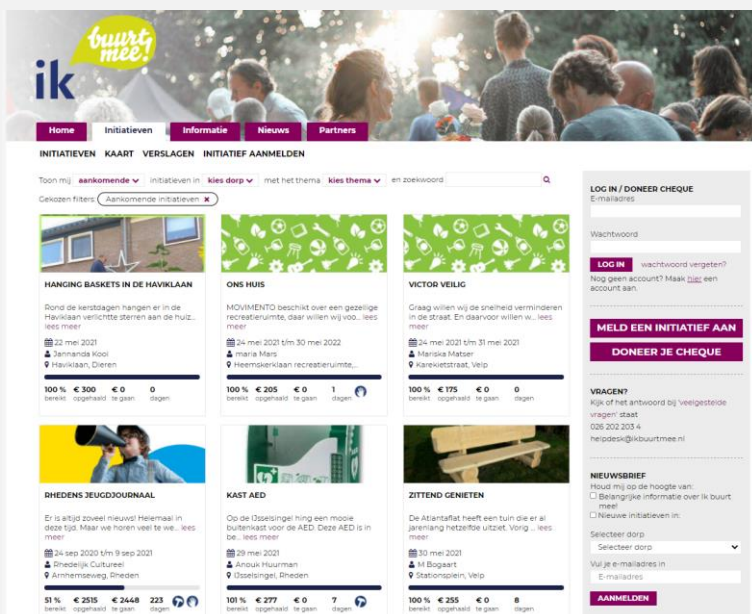 buurt
mee!
ik
Home Initiatieven Informatie Nieuws Partners
INITIATIEVEN KAART VERSLAGEN INITIATIEF AANMELDEN
Toon mij aankomende initiatieven in kies dorp met het thema kies thema en zoekwoord
Gekozen filters: Aankomende initiatieven ×
HANGING BASKETS IN DE HAVIKLAAN
Rond de kerstdagen hangen er in de
Haviklaan verlichte sterren aan de huiz...
lees meer
22 mei 2021
Jannanda Kooi
Haviklaan, Dieren
100 % € 300 € 0 0
bereikt opgehaald te gaan dagen
ONS HUIS
MOVIMENTO beschikt over een gezellige
recreatieruimte, daar willen wij voo... lees
meer
24 mei 2021 t/m 30 mei 2022
maria Mars
Heemskerklaan recreatieruimte,...
100 % € 205 € 0 1
bereikt opgehaald te gaan dagen
VICTOR VEILIG
Graag willen wij de snelheid verminderen
in de straat. En daarvoor willen w... lees
meer
24 mei 2021 t/m 31 mei 2021
Mariska Matser
Karekietstraat, Velp
100 % € 175 € 0 0
bereikt opgehaald te gaan dagen
RHEDENS JEUGDJOURNAAL
Er is altijd zoveel nieuws! Helemaal in
deze tijd. Maar we horen veel te we... lees
meer
24 sep 2020 t/m 9 sep 2021
Rhedelijk Cultureel
Arnhemseweg, Rheden
51 % € 2515 € 2448 223
bereikt opgehaald te gaan dagen
KAST AED
Op de IJsselsingel hing een mooie
buitenkast voor de AED. Deze AED is in
be... lees meer
29 mei 2021
Anouk Huurman
IJsselsingel, Rheden
101 % € 277 € 0 7
bereikt opgehaald te gaan dagen
ZITTEND GENIETEN
De Atlantaflat heeft een tuin die er al
jarenlang hetzelfde uitziet. Vorig ... lees
meer
30 mei 2021
M Bogaart
Stationsplein, Velp
100 % € 255 € 0 8
bereikt opgehaald te gaan dagen
LOG IN / DONEER CHEQUE
E-mailadres
Wachtwoord
LOG IN wachtwoord vergeten?
Nog geen account? Maak hier een
account aan.
MELD EEN INITIATIEF AAN
DONEER JE CHEQUE
VRAGEN?
Kijk of het antwoord bij 'veelgestelde
vragen' staat
026 202 203 4
helpdesk@ikbuurtmee.nl
NIEUWSBRIEF
Houd mij op de hoogte van:
Belangrijke informatie over Ik buurt
mee!
Nieuwe initiatieven in:
Selecteer dorp
Selecteer dorp
Vul je e-mailadres in
E-mailadres
AANMELDEN